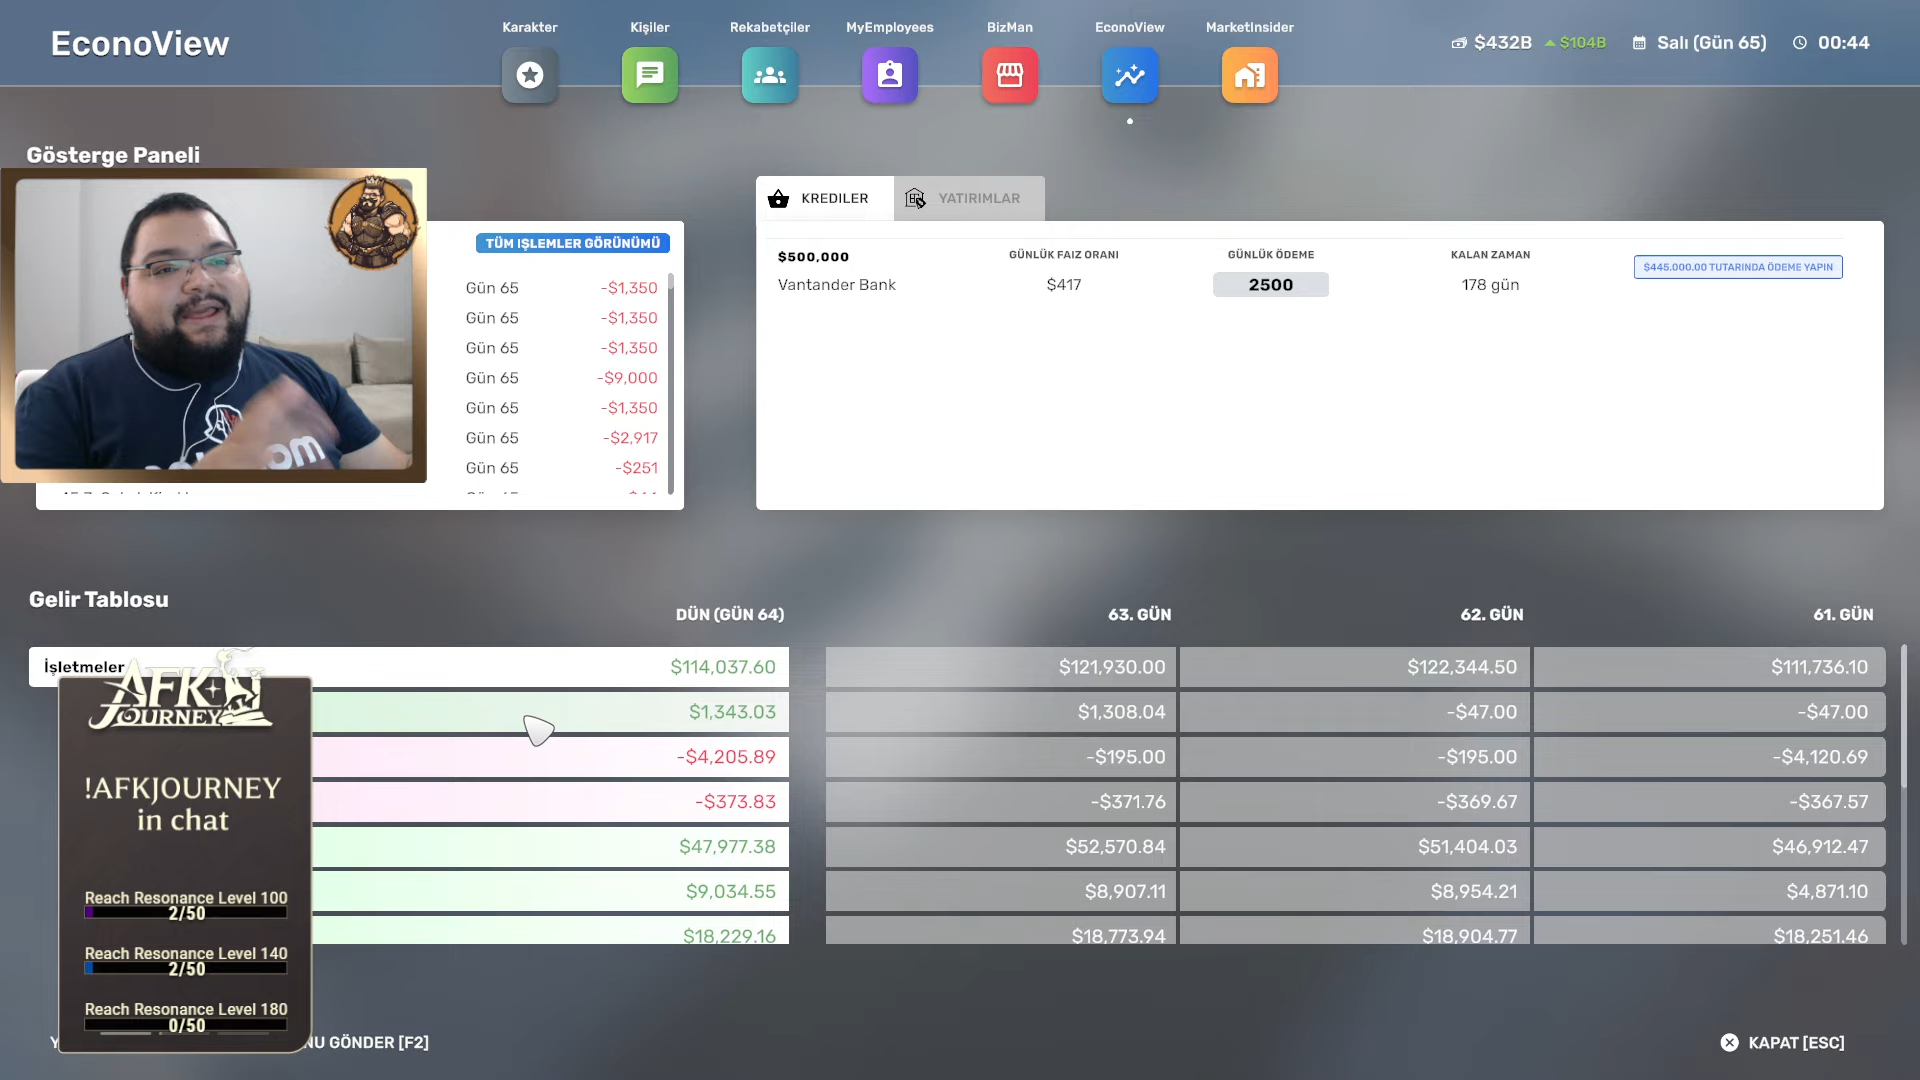 EconoView
Karakter
Kişiler
Rekabetçiler
MyEmployees
BizMan
EconoView
MarketInsider
$432B
$104B
Salı (Gün 65)
00:44
Gösterge Paneli
TÜM IŞLEMLER GÖRÜNÜMÜ
Gün 65 -$1,350
Gün 65 -$1,350
Gün 65 -$1,350
Gün 65 -$9,000
Gün 65 -$1,350
Gün 65 -$2,917
Gün 65 -$251
KREDILER
YATIRIMLAR
$500,000 GÜNLÜK FAIZ ORANI GÜNLÜK ÖDEME KALAN ZAMAN
Vantander Bank $417 2500 178 gün
$445,000.00 TUTARINDA ÖDEME YAPIN
Gelir Tablosu
DÜN (GÜN 64) 63. GÜN 62. GÜN 61. GÜN
İşletmeler $114,037.60 $121,930.00 $122,344.50 $111,736.10
$1,343.03 $1,308.04 -$47.00 -$47.00
-$4,205.89 -$195.00 -$195.00 -$4,120.69
-$373.83 -$371.76 -$369.67 -$367.57
$47,977.38 $52,570.84 $51,404.03 $46,912.47
$9,034.55 $8,907.11 $8,954.21 $4,871.10
$18,229.16 $18,773.94 $18,904.77 $18,251.46
AFK
JOURNEY
!AFKJOURNEY
in chat
Reach Resonance Level 100
2/50
Reach Resonance Level 140
2/50
Reach Resonance Level 180
0/50
GÖNDER [F2]
KAPAT [ESC]